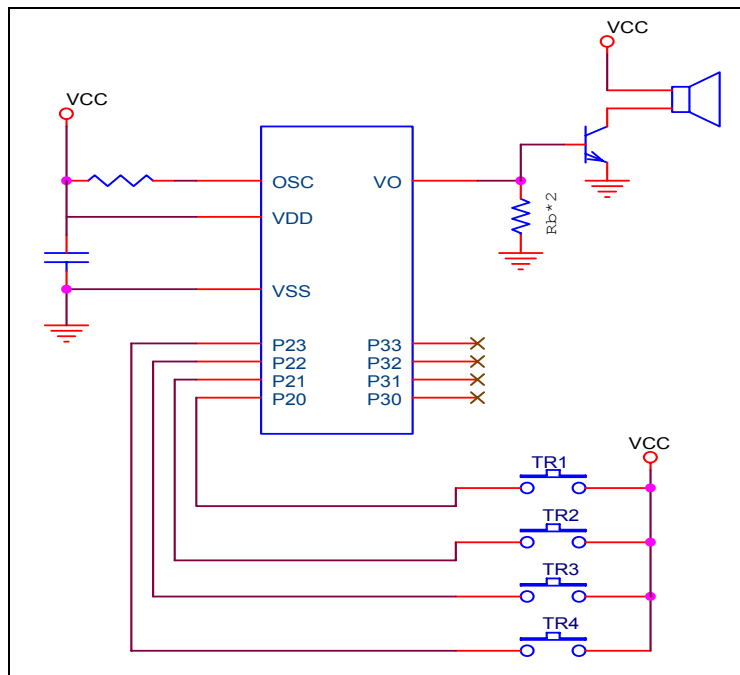 VCC
VCC
OSC
VO
VDD
Rb*2
VSS
P23
P33
P22
P32
P21
P31
P20
P30
VCC
TR1
TR2
TR3
TR4